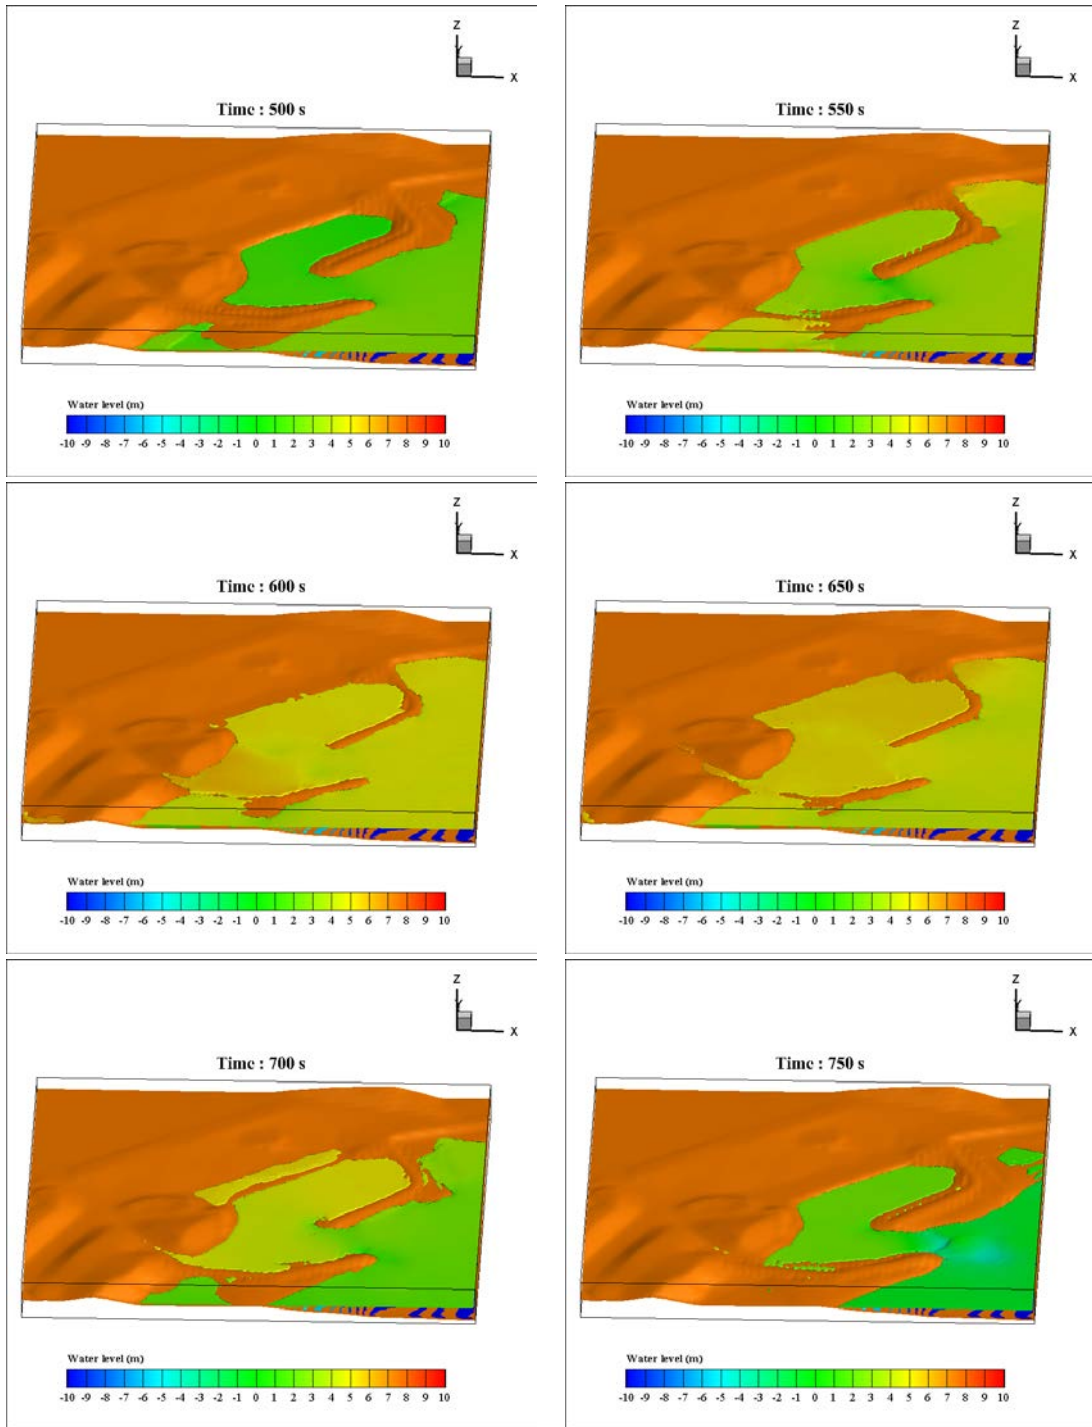 Z
Y
X
Time : 500 s
Water level (m)
-10 -9 -8 -7 -6 -5 -4 -3 -2 -1 0 1 2 3 4 5 6 7 8 9 10
Z
Y
X
Time : 550 s
Water level (m)
-10 -9 -8 -7 -6 -5 -4 -3 -2 -1 0 1 2 3 4 5 6 7 8 9 10
Z
Y
X
Time : 600 s
Water level (m)
-10 -9 -8 -7 -6 -5 -4 -3 -2 -1 0 1 2 3 4 5 6 7 8 9 10
Z
Y
X
Time : 650 s
Water level (m)
-10 -9 -8 -7 -6 -5 -4 -3 -2 -1 0 1 2 3 4 5 6 7 8 9 10
Z
Y
X
Time : 700 s
Water level (m)
-10 -9 -8 -7 -6 -5 -4 -3 -2 -1 0 1 2 3 4 5 6 7 8 9 10
Z
Y
X
Time : 750 s
Water level (m)
-10 -9 -8 -7 -6 -5 -4 -3 -2 -1 0 1 2 3 4 5 6 7 8 9 10